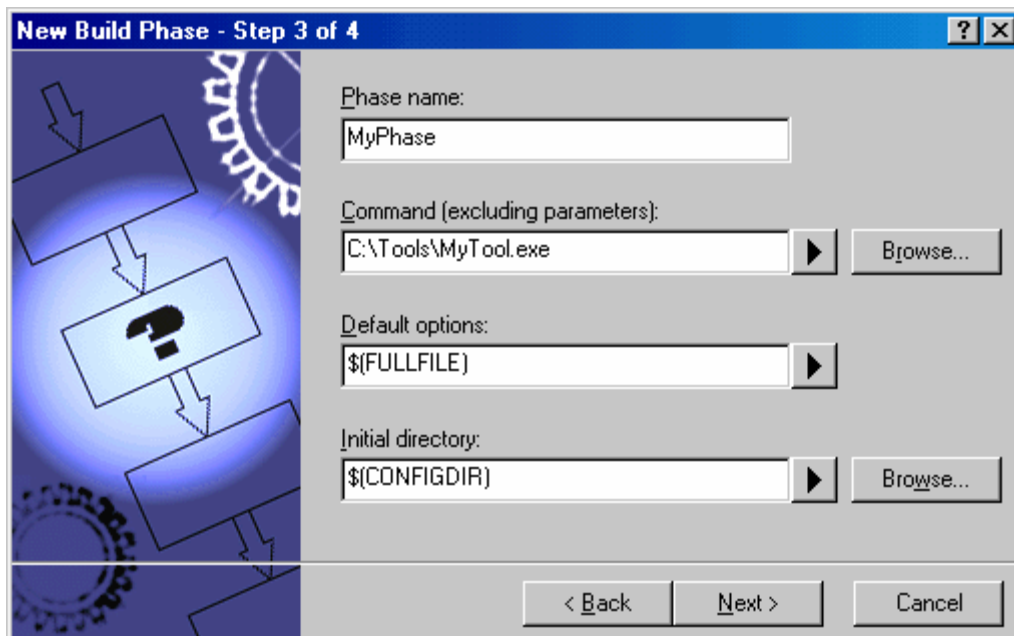 New Build Phase - Step 3 of 4
Phase name:
MyPhase
Command (excluding parameters):
C:\Tools\MyTool.exe
Browse...
Default options:
$(FULLFILE)
Initial directory:
$(CONFIGDIR)
Browse...
< Back
Next >
Cancel